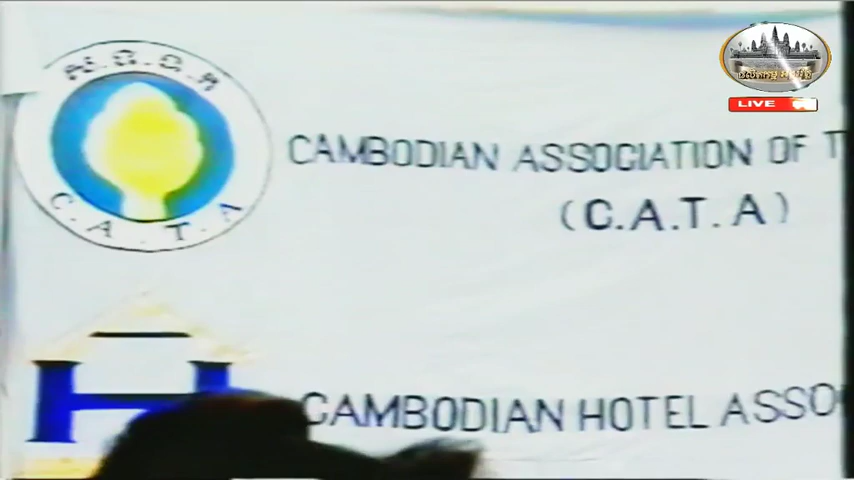 LIVE
C.A.T.A
CAMBODIAN ASSOCIATION OF T
(C.A.T.A)
H
CAMBODIAN HOTEL ASSO